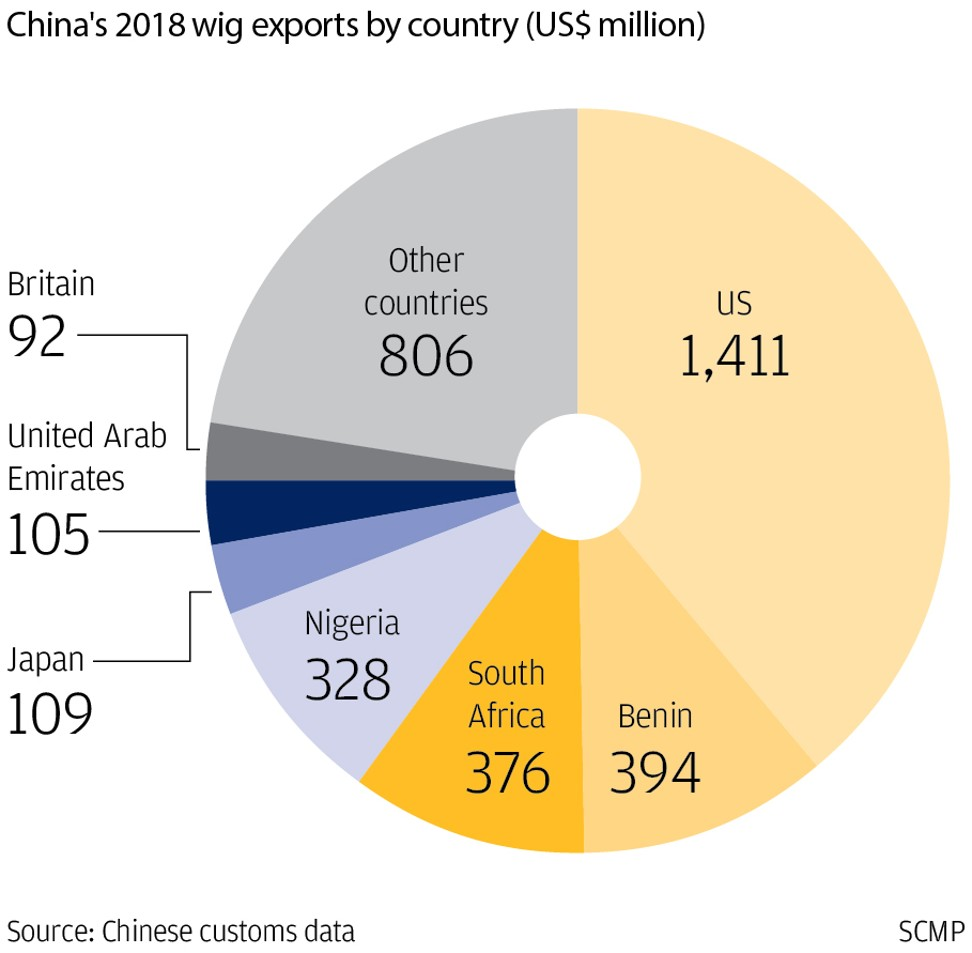 China's 2018 wig exports by country (US$ million)
Other
countries
806
US
1,411
Britain
92
United Arab
Emirates
105
Japan
109
Nigeria
328
South
Africa
376
Benin
394
Source: Chinese customs data
SCMP